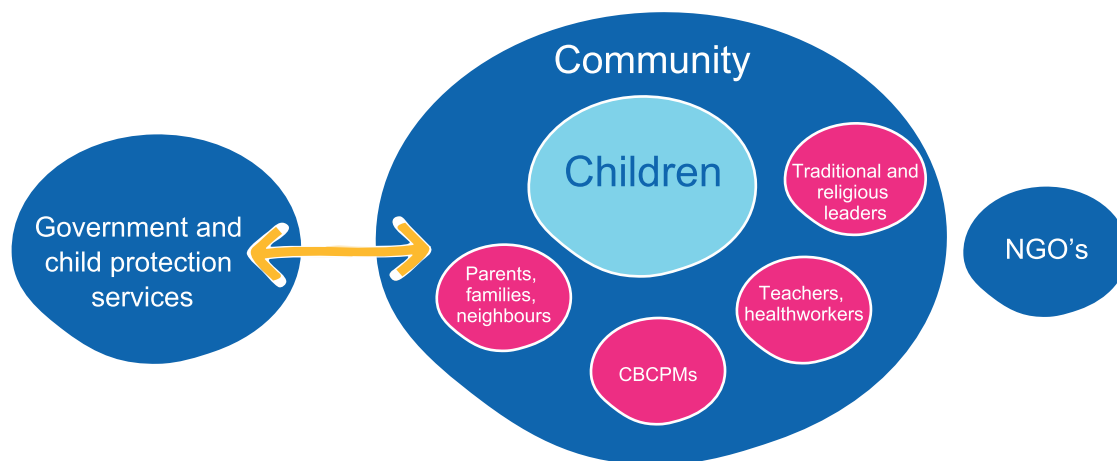 Community
Children
Traditional and
religious
leaders
Government and
child protection
services
NGO's
Parents,
families,
neighbours
Teachers,
healthworkers
CBCPMs